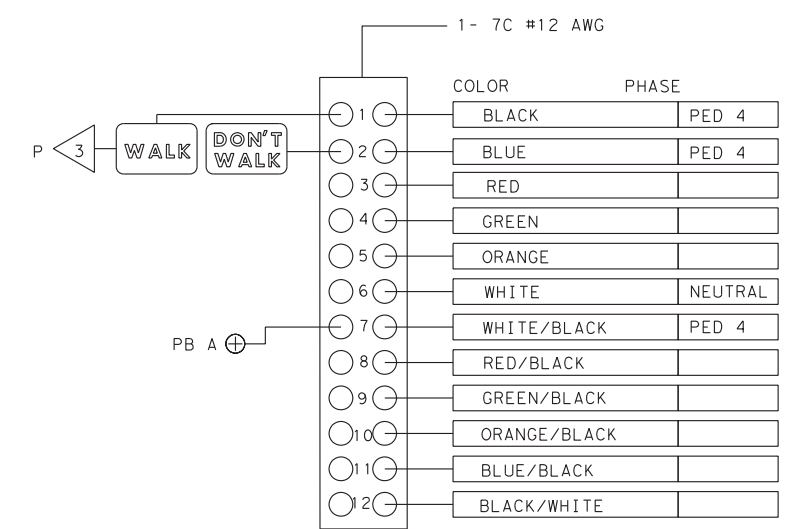 1- 7C #12 AWG
COLOR PHASE
1 BLACK PED 4
P 3 WALK DON'T WALK
2 BLUE PED 4
3 RED
4 GREEN
5 ORANGE
6 WHITE NEUTRAL
7 WHITE/BLACK PED 4
PB A
8 RED/BLACK
9 GREEN/BLACK
10 ORANGE/BLACK
11 BLUE/BLACK
12 BLACK/WHITE